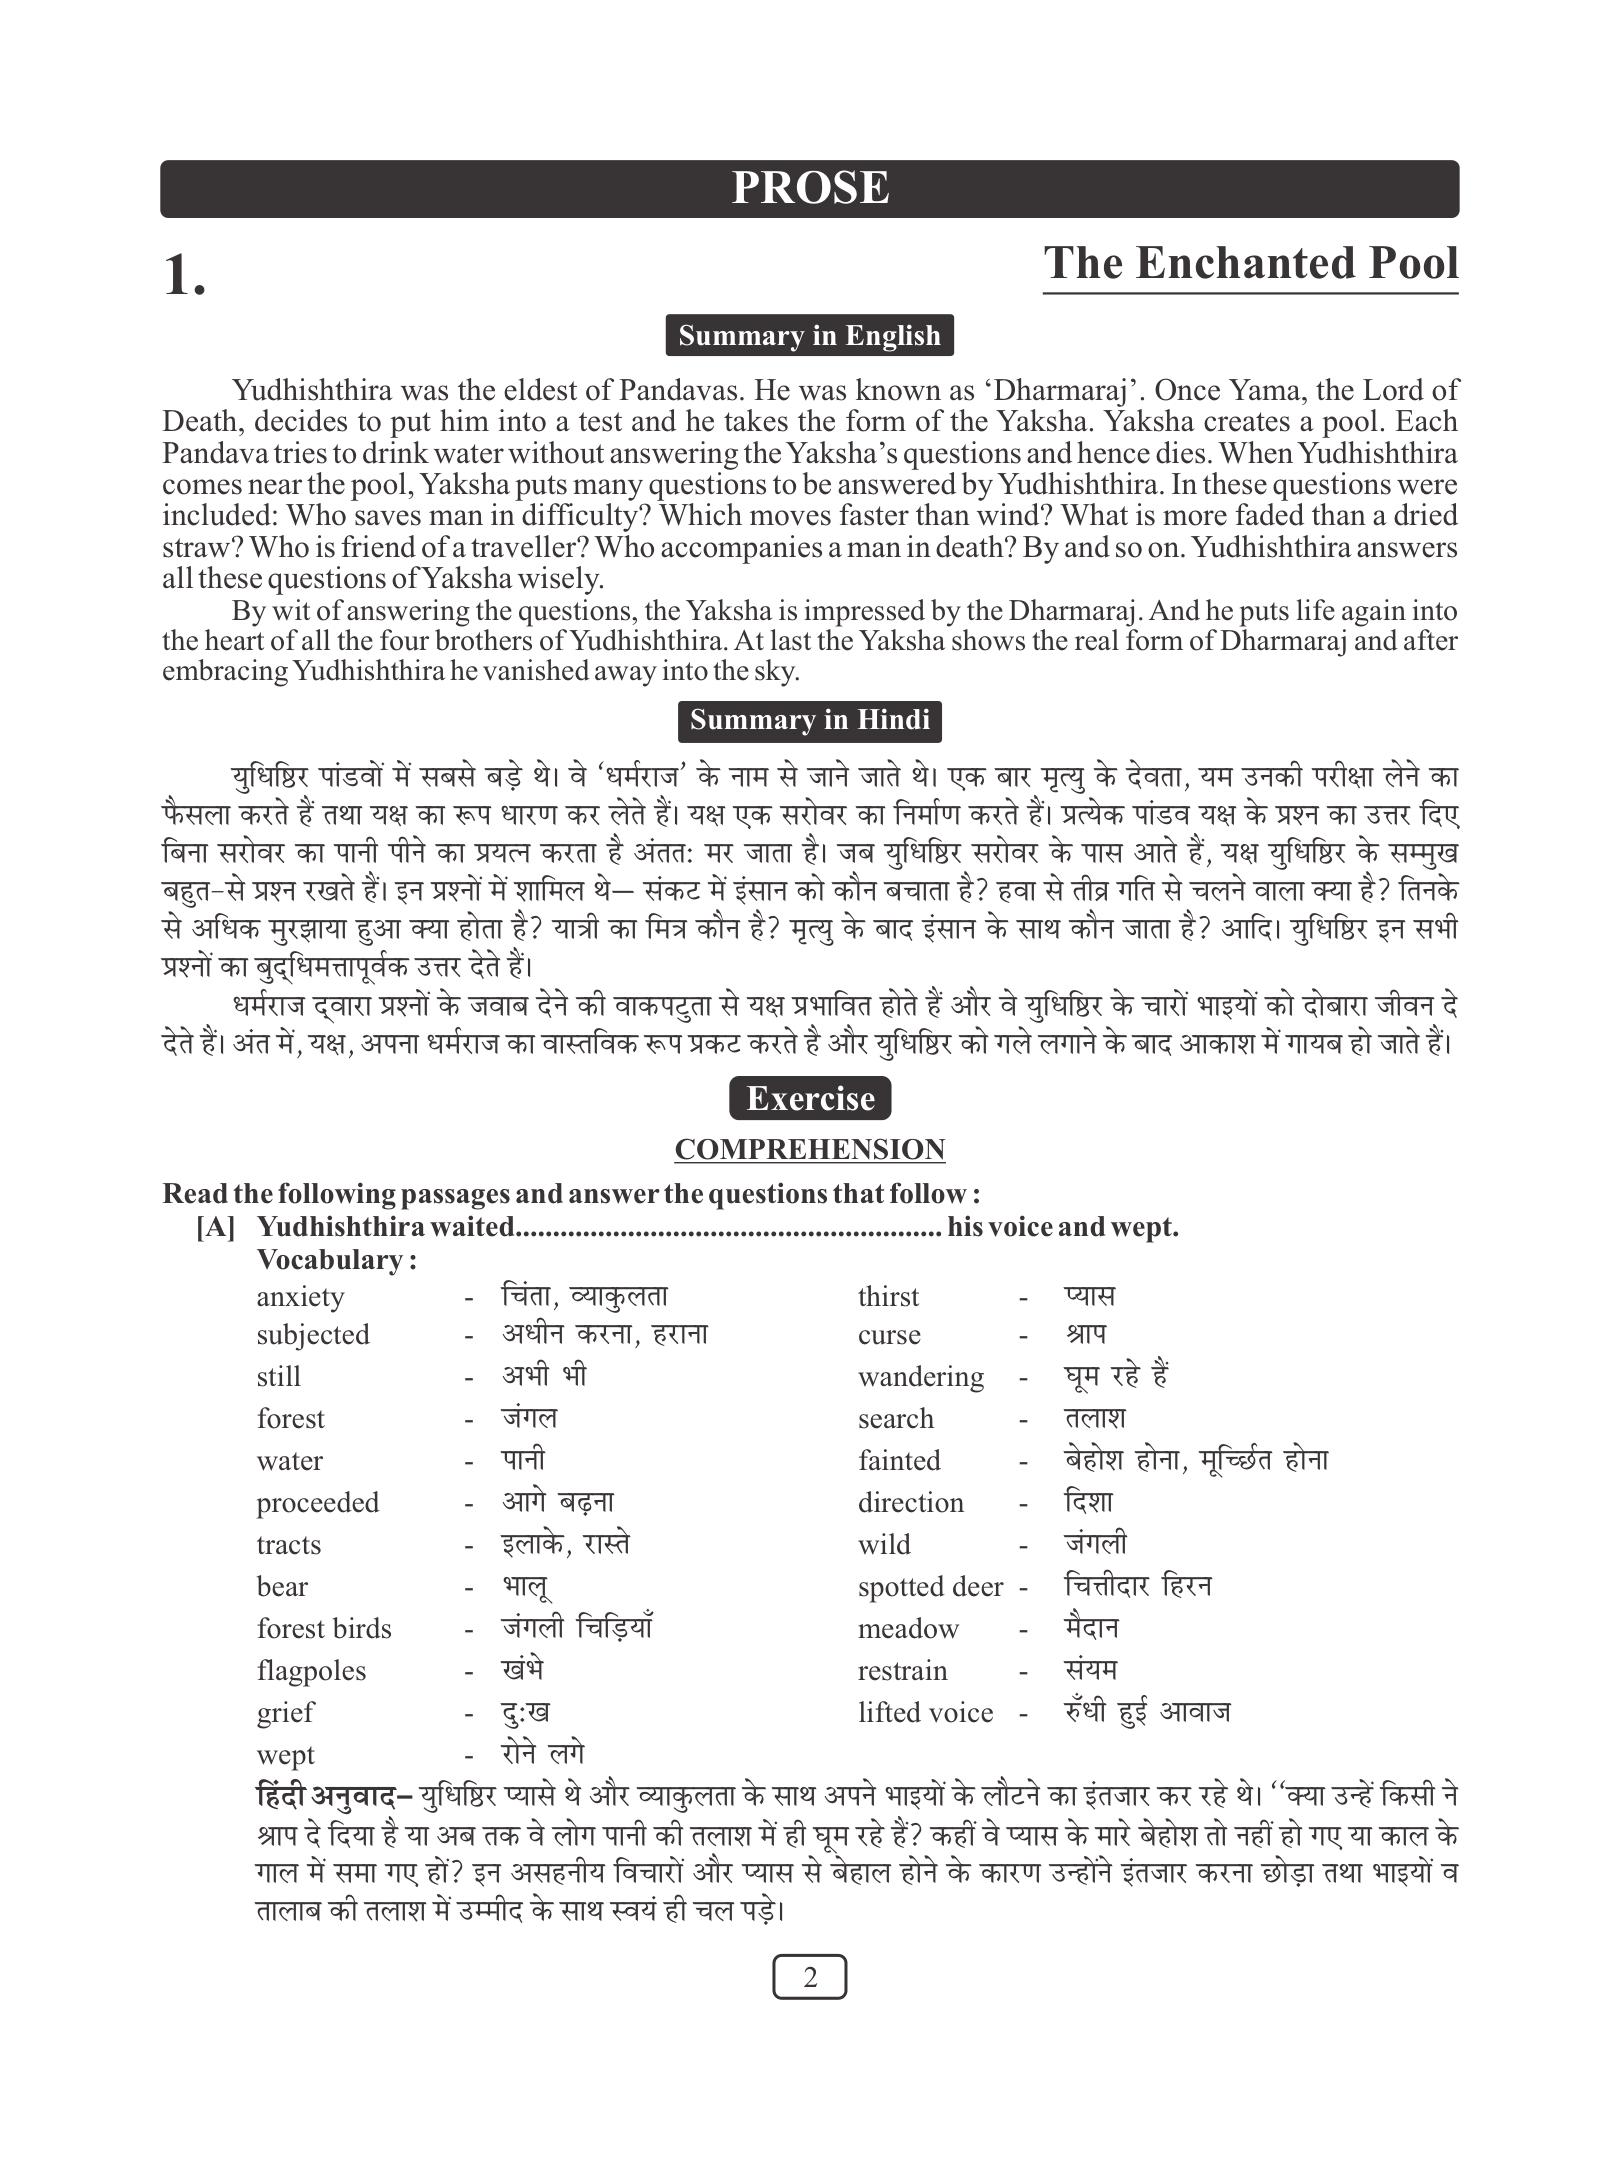 PROSE
1.
The Enchanted Pool
Summary in English
Yudhishthira was the eldest of Pandavas. He was known as ‘Dharmaraj’. Once Yama, the Lord of
Death, decides to put him into a test and he takes the form of the Yaksha. Yaksha creates a pool. Each
Pandava tries to drink water without answering the Yaksha’s questions and hence dies. When Yudhishthira
comes near the pool, Yaksha puts many questions to be answered by Yudhishthira. In these questions were
included: Who saves man in difficulty? Which moves faster than wind? What is more faded than a dried
straw? Who is friend of a traveller? Who accompanies a man in death? By and so on. Yudhishthira answers
all these questions of Yaksha wisely.
By wit of answering the questions, the Yaksha is impressed by the Dharmaraj. And he puts life again into
the heart of all the four brothers of Yudhishthira. At last the Yaksha shows the real form of Dharmaraj and after
embracing Yudhishthira he vanished away into the sky.
Summary in Hindi
युधिष्ठिर पांडवों में सबसे बड़े थे। वे ‘धर्मराज’ के नाम से जाने जाते थे। एक बार मृत्यु के देवता, यम उनकी परीक्षा लेने का
फैसला करते हैं तथा यक्ष का रूप धारण कर लेते हैं। यक्ष एक सरोवर का निर्माण करते हैं। प्रत्येक पांडव यक्ष के प्रश्न का उत्तर दिए
बिना सरोवर का पानी पीने का प्रयत्न करता है अंतत: मर जाता है। जब युधिष्ठिर सरोवर के पास आते हैं, यक्ष युधिष्ठिर के सम्मुख
बहुत-से प्रश्न रखते हैं। इन प्रश्नों में शामिल थे— संकट में इंसान को कौन बचाता है? हवा से तीव्र गति से चलने वाला क्या है? तिनके
से अधिक मुरझाया हुआ क्या होता है? यात्री का मित्र कौन है? मृत्यु के बाद इंसान के साथ कौन जाता है? आदि। युधिष्ठिर इन सभी
प्रश्नों का बुद्‌धिमत्तापूर्वक उत्तर देते हैं।
धर्मराज द्‌वारा प्रश्नों के जवाब देने की वाकपटुता से यक्ष प्रभावित होते हैं और वे युधिष्ठिर के चारों भाइयों को दोबारा जीवन दे
देते हैं। अंत में, यक्ष, अपना धर्मराज का वास्तविक रूप प्रकट करते है और युधिष्ठिर को गले लगाने के बाद आकाश में गायब हो जाते हैं।
Exercise
COMPREHENSION
Read the following passages and answer the questions that follow :
[A] Yudhishthira waited......................................................... his voice and wept.
Vocabulary :
anxiety - चिंता, व्याकुलता thirst - प्यास
subjected - अधीन करना, हराना curse - श्राप
still - अभी भी wandering - घूम रहे हैं
forest - जंगल search - तलाश
water - पानी fainted - बेहोश होना, मूर्च्छित होना
proceeded - आगे बढ़ना direction - दिशा
tracts - इलाके, रास्ते wild - जंगली
bear - भालू spotted deer - चित्तीदार हिरन
forest birds - जंगली चिड़ियाँ meadow - मैदान
flagpoles - खंभे restrain - संयम
grief - दु:ख lifted voice - रुँधी हुई आवाज
wept - रोने लगे
हिंदी अनुवाद– युधिष्ठिर प्यासे थे और व्याकुलता के साथ अपने भाइयों के लौटने का इंतजार कर रहे थे। ‘‘क्या उन्हें किसी ने
श्राप दे दिया है या अब तक वे लोग पानी की तलाश में ही घूम रहे हैं? कहीं वे प्यास के मारे बेहोश तो नहीं हो गए या काल के
गाल में समा गए हों? इन असहनीय विचारों और प्यास से बेहाल होने के कारण उन्होंने इंतजार करना छोड़ा तथा भाइयों व
तालाब की तलाश में उम्मीद के साथ स्वयं ही चल पड़े।
2